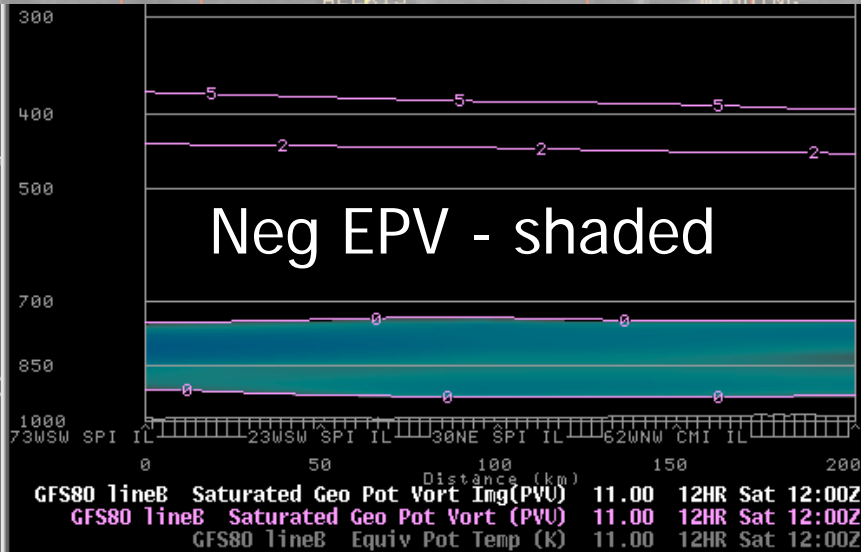 300
5 5 5
400
2 2 2
500
Neg EPV - shaded
700
0 0
850
0 0 0
1000
73WSW SPI IL 23WSW SPI IL 30NE SPI IL 62WNW CMI IL
0 50 100 150 200
Distance (km)
GFS80 lineB Saturated Geo Pot Vort Img(PVU) 11.00 12HR Sat 12:00Z
GFS80 lineB Saturated Geo Pot Vort (PVU) 11.00 12HR Sat 12:00Z
GFS80 lineB Equiv Pot Temp (K) 11.00 12HR Sat 12:00Z